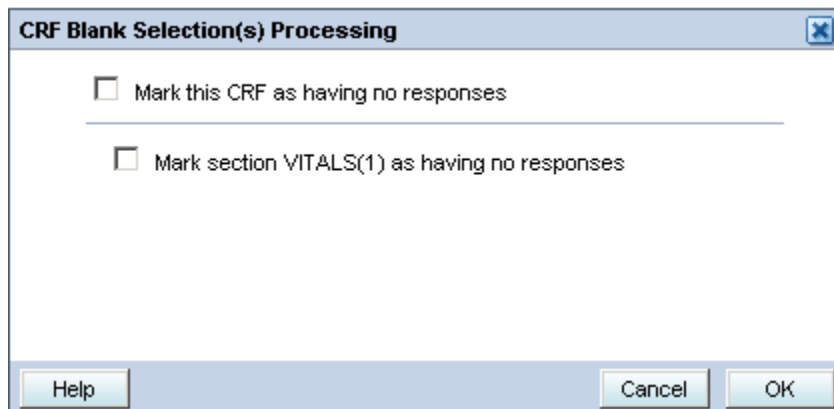 CRF Blank Selection(s) Processing
Mark this CRF as having no responses
Mark section VITALS(1) as having no responses
Help Cancel OK